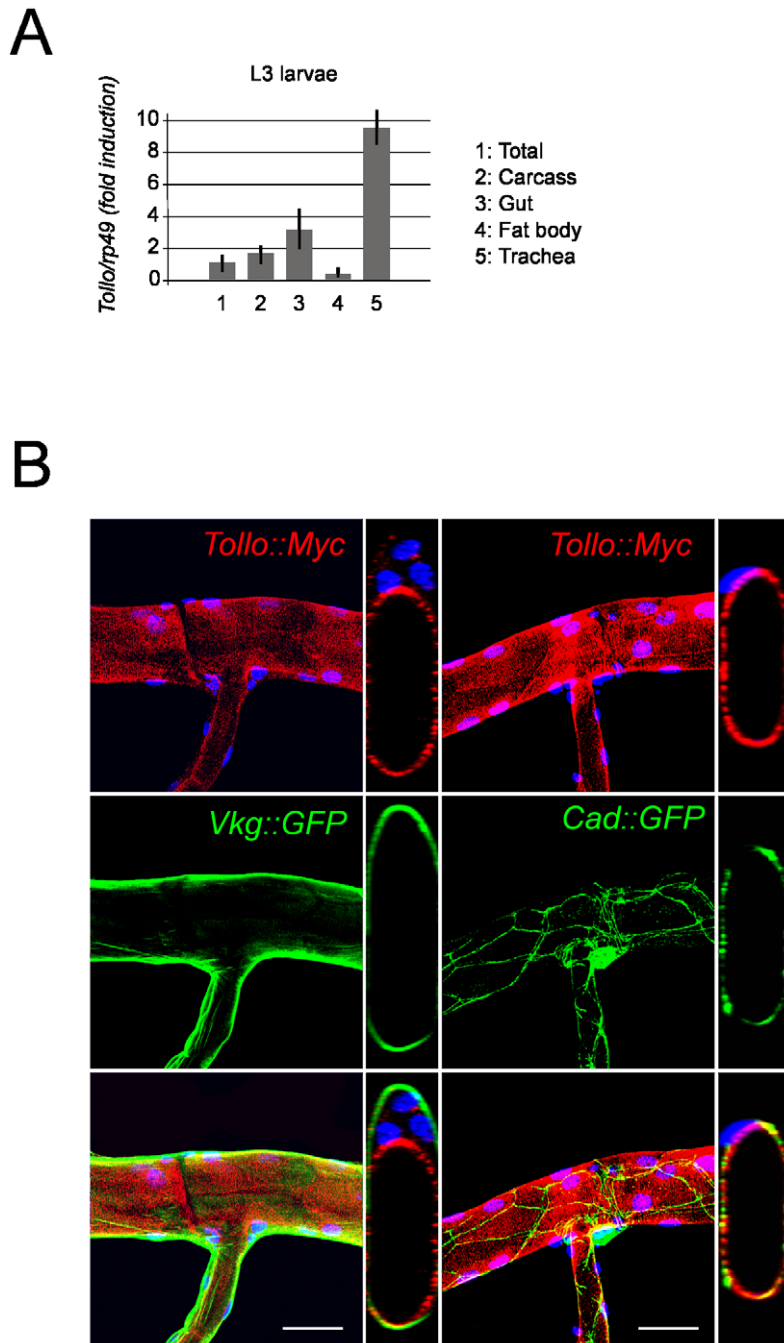 A
L3 larvae
Tollo/rp49 (fold induction)
10
8
6
4
2
0
1 2 3 4 5
1: Total
2: Carcass
3: Gut
4: Fat body
5: Trachea
B
Tollo::Myc
Tollo::Myc
Vkg::GFP
Cad::GFP